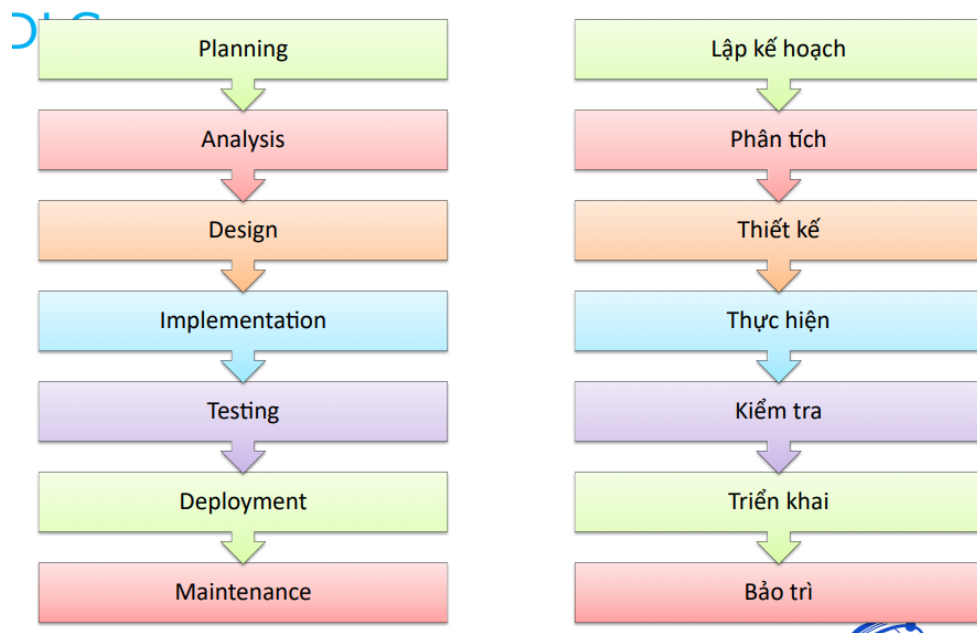 Planning
Analysis
Design
Implementation
Testing
Deployment
Maintenance
Lập kế hoạch
Phân tích
Thiết kế
Thực hiện
Kiểm tra
Triển khai
Bảo trì